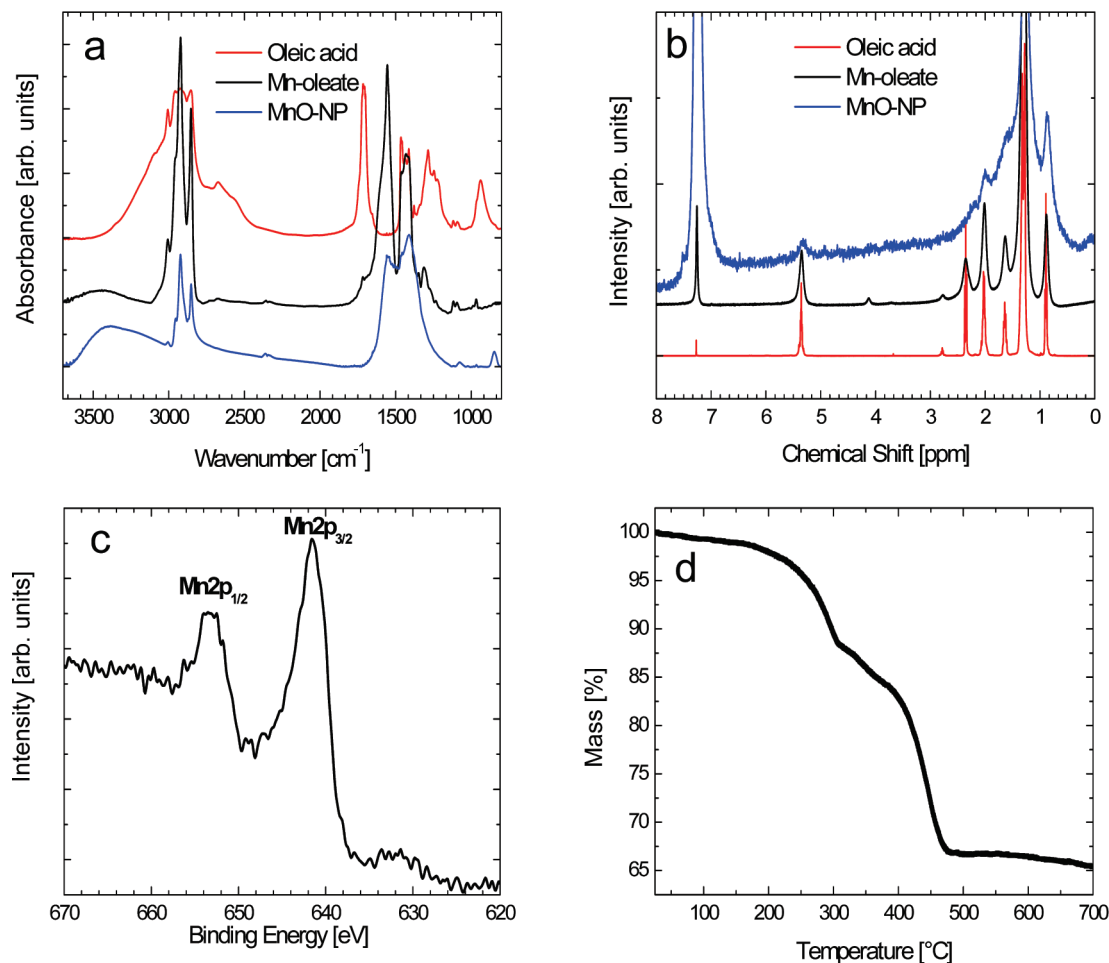 a
Oleic acid
Mn-oleate
MnO-NP
Absorbance [arb. units]
3500 3000 2500 2000 1500 1000
Wavenumber [cm⁻¹]
b
Oleic acid
Mn-oleate
MnO-NP
Intensity [arb. units]
8 7 6 5 4 3 2 1 0
Chemical Shift [ppm]
c
Mn2p₃/₂
Mn2p₁/₂
Intensity [arb. units]
670 660 650 640 630 620
Binding Energy [eV]
d
100
95
90
85
80
75
70
65
Mass [%]
100 200 300 400 500 600 700
Temperature [°C]